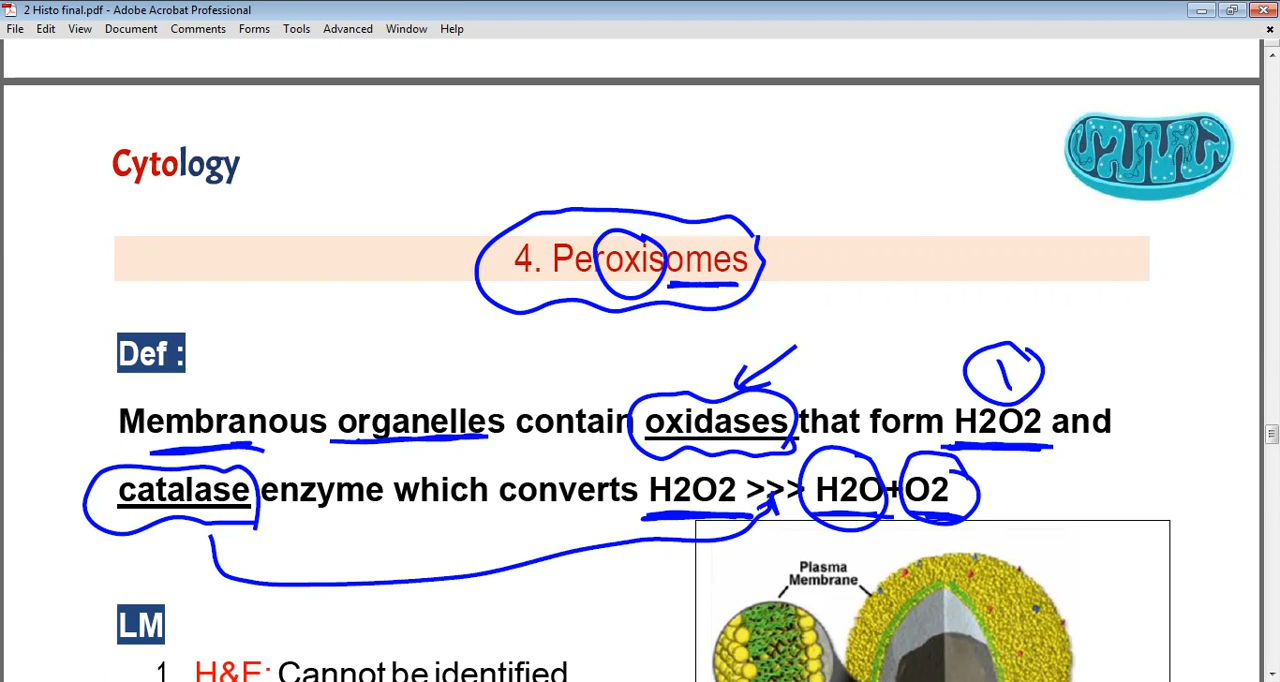 2 Histo final.pdf - Adobe Acrobat Professional
File Edit View Document Comments Forms Tools Advanced Window Help
Cytology
4. Peroxisomes
Def :
1
Membranous organelles contain oxidases that form H2O2 and
catalase enzyme which converts H2O2 >>> H2O+O2
Plasma
Membrane
LM
1 H&E: Cannot be identified